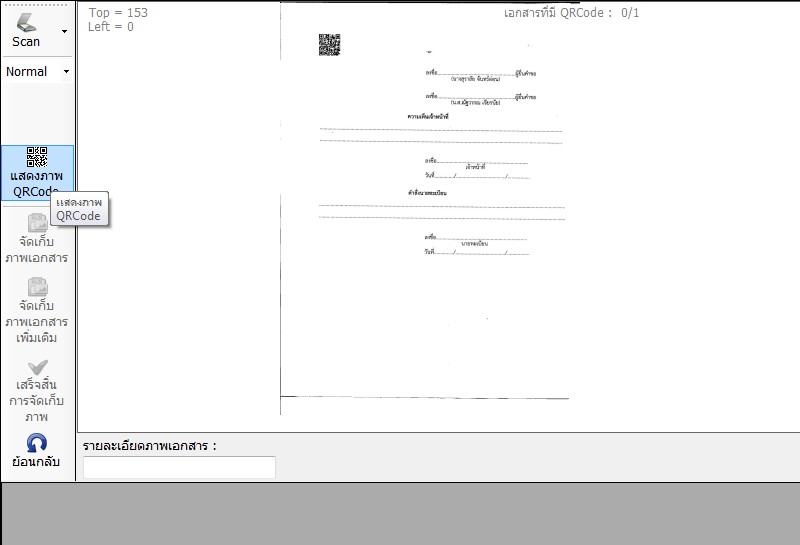 Scan
Normal
แสดงภาพ
QRCode
แสดงภาพ
QRCode
จัดเก็บ
ภาพเอกสาร
จัดเก็บ
ภาพเอกสาร
เพิ่มเติม
เสร็จสิ้น
การจัดเก็บ
ภาพ
ย้อนกลับ
Top = 153
Left = 0
เอกสารที่มี QRCode : 0/1
ลงชื่อ ผู้ยื่นคำขอ
ลงชื่อ ผู้ยื่นคำขอ
ความเห็นเจ้าหน้าที่
ลงชื่อ
เจ้าหน้าที่
วันที่ / /
คำสั่งนายทะเบียน
ลงชื่อ
นายทะเบียน
วันที่ / /
รายละเอียดภาพเอกสาร :